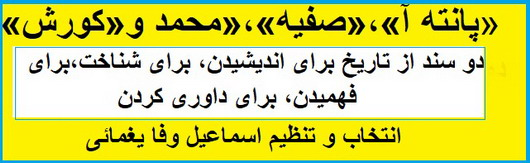 «پانته آ»،«صفیه»،«محمد و«کورش»
دو سند از تاریخ برای اندیشیدن، برای شناخت،برای
فهمیدن، برای داوری کردن
انتخاب و تنظیم اسماعیل وفا یغمائی